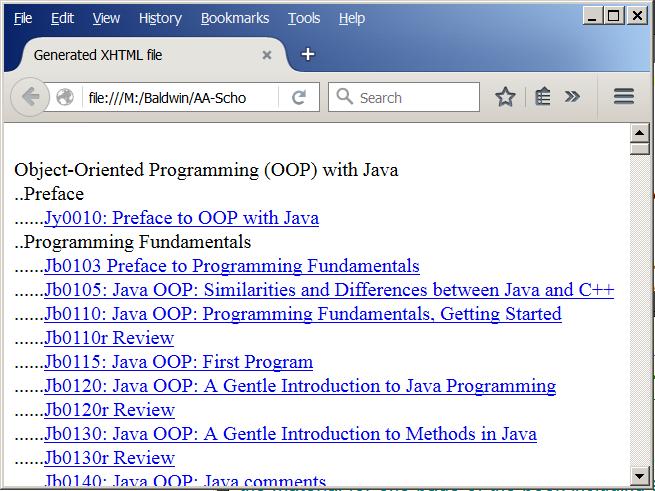 File Edit View History Bookmarks Tools Help
Generated XHTML file
file:///M:/Baldwin/AA-Scho
Search
Object-Oriented Programming (OOP) with Java
..Preface
......Jy0010: Preface to OOP with Java
..Programming Fundamentals
......Jb0103 Preface to Programming Fundamentals
......Jb0105: Java OOP: Similarities and Differences between Java and C++
......Jb0110: Java OOP: Programming Fundamentals, Getting Started
......Jb0110r Review
......Jb0115: Java OOP: First Program
......Jb0120: Java OOP: A Gentle Introduction to Java Programming
......Jb0120r Review
......Jb0130: Java OOP: A Gentle Introduction to Methods in Java
......Jb0130r Review
......Jb0140: Java OOP: Java comments